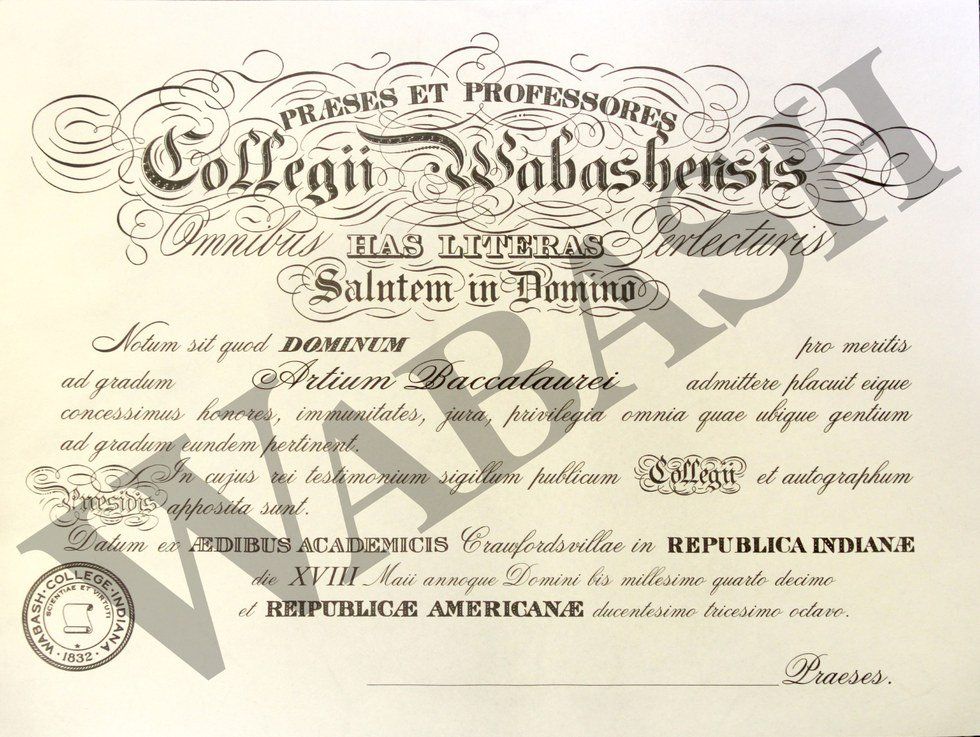 PRÆSES ET PROFESSORES
Collegii Wabashensis
Omnibus HAS LITERAS Perlecturis
Salutem in Domino
Notum sit quod DOMINUM pro meritis
ad gradum Artium Baccalaurei admittere placuit eique
concessimus honores, immunitates, jura, privilegia omnia quae ubique gentium
ad gradum eundem pertinent.
In cujus rei testimonium sigillum publicum Collegii et autographum
Præsidis apposita sunt.
Datum ex ÆDIBUS ACADEMICIS Craufordsvillae in REPUBLICA INDIANÆ
die XVIII Maii annoque Domini bis millesimo quarto decimo
et REIPUBLICÆ AMERICANÆ ducentesimo tricesimo octavo.
WABASH·COLLEGE·INDIANA
SCIENTIAE ET VIRTUTI
·1832·
Praeses.
WABASH